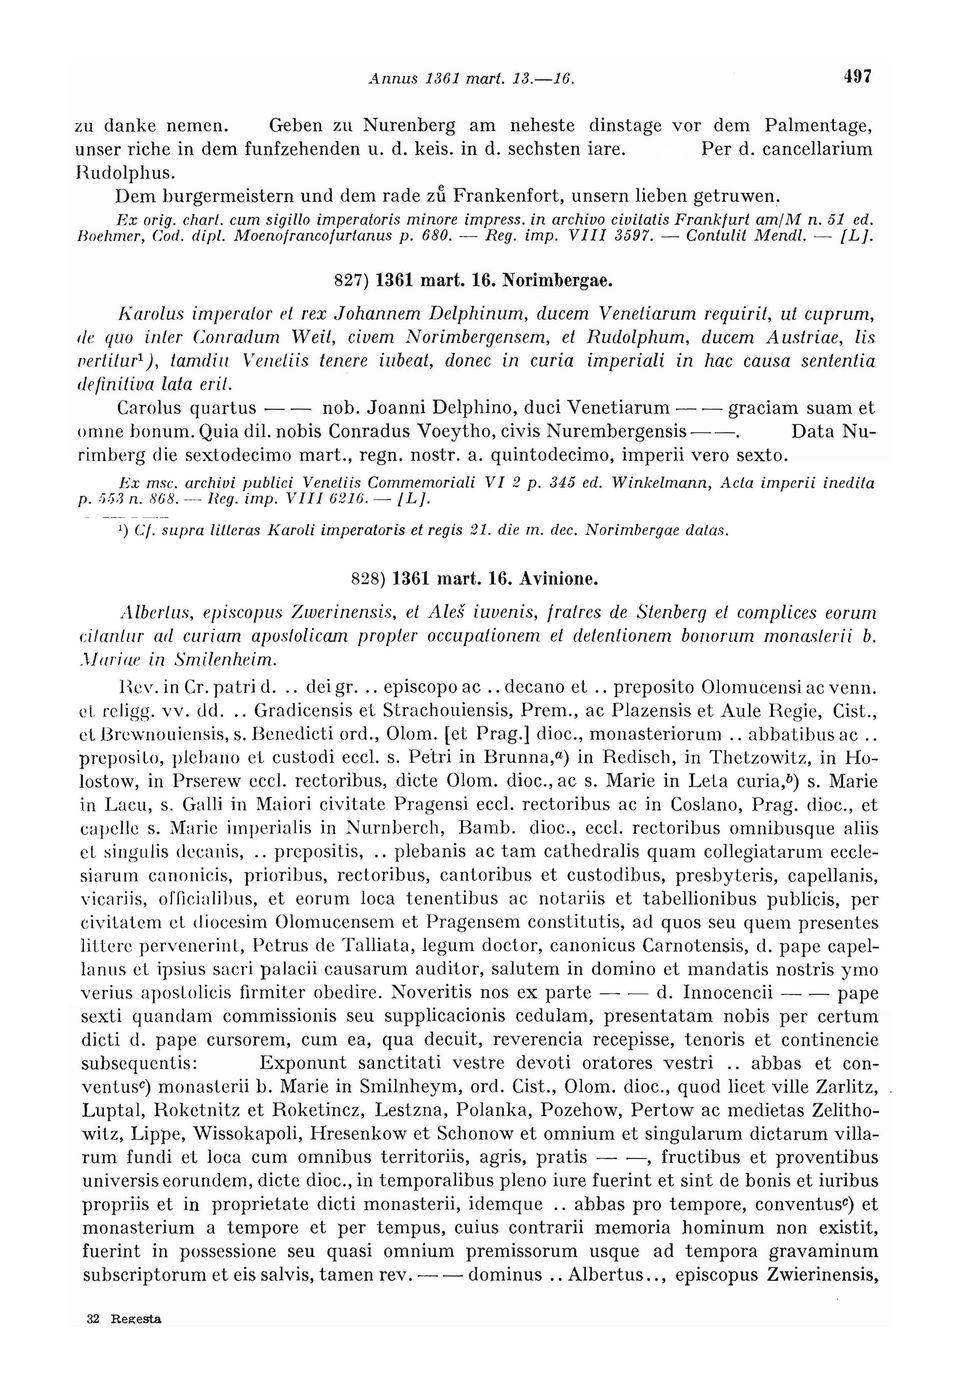 Annus 1361 mart. 13.—16. 497
zu danke nemen. Geben zu Nurenberg am neheste dinstage vor dem Palmentage,
unser riche in dem funfzehenden u. d. keis. in d. sechsten iare. Per d. cancellarium
Rudolphus.
Dem burgermeistern und dem rade zů Frankenfort, unsern lieben getruwen.
Ex orig. chart. cum sigillo imperatoris minore impress. in archivo civitatis Frankfurt am/M n. 51 ed.
Boehmer, Cod. dipl. Moenofrancofurtanus p. 680. — Reg. imp. VIII 3597. — Contulit Mendl. — [L].
827) 1361 mart. 16. Norimbergae.
Karolus imperator et rex Johannem Delphinum, ducem Venetiarum requirit, ut cuprum,
de quo inter Conradum Weit, civem Norimbergensem, et Rudolphum, ducem Austriae, lis
vertitur¹), tamdiu Venetiis tenere iubeat, donec in curia imperiali in hac causa sententia
definitiva lata erit.
Carolus quartus — — nob. Joanni Delphino, duci Venetiarum — — graciam suam et
omne bonum. Quia dil. nobis Conradus Voeytho, civis Nurembergensis — —. Data Nu-
rimberg die sextodecimo mart., regn. nostr. a. quintodecimo, imperii vero sexto.
Ex msc. archivi publici Venetiis Commemoriali VI 2 p. 345 ed. Winkelmann, Acta imperii inedita
p. 553 n. 868. — Reg. imp. VIII 6216. — [L].
¹) Cf. supra litteras Karoli imperatoris et regis 21. die m. dec. Norimbergae datas.
828) 1361 mart. 16. Avinione.
Albertus, episcopus Zwerinensis, et Aleš iuvenis, fratres de Stenberg et complices eorum
citantur ad curiam apostolicam propter occupationem et detentionem bonorum monasterii b.
Mariae in Smilenheim.
Rev. in Cr. patri d. .. dei gr. .. episcopo ac .. decano et .. preposito Olomucensi ac venn.
et religg. vv. dd. .. Gradicensis et Strachouiensis, Prem., ac Plazensis et Aule Regie, Cist.,
et Brewnouiensis, s. Benedicti ord., Olom. [et Prag.] dioc., monasteriorum .. abbatibus ac ..
preposito, plebano et custodi eccl. s. Petri in Brunna,ᵃ) in Redisch, in Thetzowitz, in Ho-
lostow, in Prserew eccl. rectoribus, dicte Olom. dioc., ac s. Marie in Leta curia,ᵇ) s. Marie
in Lacu, s. Galli in Maiori civitate Pragensi eccl. rectoribus ac in Coslano, Prag. dioc., et
capelle s. Marie imperialis in Nurnberch, Bamb. dioc., eccl. rectoribus omnibusque aliis
et singulis decanis, .. prepositis, .. plebanis ac tam cathedralis quam collegiatarum eccle-
siarum canonicis, prioribus, rectoribus, cantoribus et custodibus, presbyteris, capellanis,
vicariis, officialibus, et eorum loca tenentibus ac notariis et tabellionibus publicis, per
civitatem et diocesim Olomucensem et Pragensem constitutis, ad quos seu quem presentes
littere pervenerint, Petrus de Talliata, legum doctor, canonicus Carnotensis, d. pape capel-
lanus et ipsius sacri palacii causarum auditor, salutem in domino et mandatis nostris ymo
verius apostolicis firmiter obedire. Noveritis nos ex parte — — d. Innocencii — — pape
sexti quandam commissionis seu supplicacionis cedulam, presentatam nobis per certum
dicti d. pape cursorem, cum ea, qua decuit, reverencia recepisse, tenoris et continencie
subsequentis: Exponunt sanctitati vestre devoti oratores vestri .. abbas et con-
ventusᶜ) monasterii b. Marie in Smilnheym, ord. Cist., Olom. dioc., quod licet ville Zarlitz,
Luptal, Roketnitz et Roketincz, Lestzna, Polanka, Pozehow, Pertow ac medietas Zelitho-
witz, Lippe, Wissokapoli, Hresenkow et Schonow et omnium et singularum dictarum villa-
rum fundi et loca cum omnibus territoriis, agris, pratis — —, fructibus et proventibus
universis eorundem, dicte dioc., in temporalibus pleno iure fuerint et sint de bonis et iuribus
propriis et in proprietate dicti monasterii, idemque .. abbas pro tempore, conventusᶜ) et
monasterium a tempore et per tempus, cuius contrarii memoria hominum non existit,
fuerint in possessione seu quasi omnium premissorum usque ad tempora gravaminum
subscriptorum et eis salvis, tamen rev. — — dominus .. Albertus.., episcopus Zwierinensis,
32 Regesta